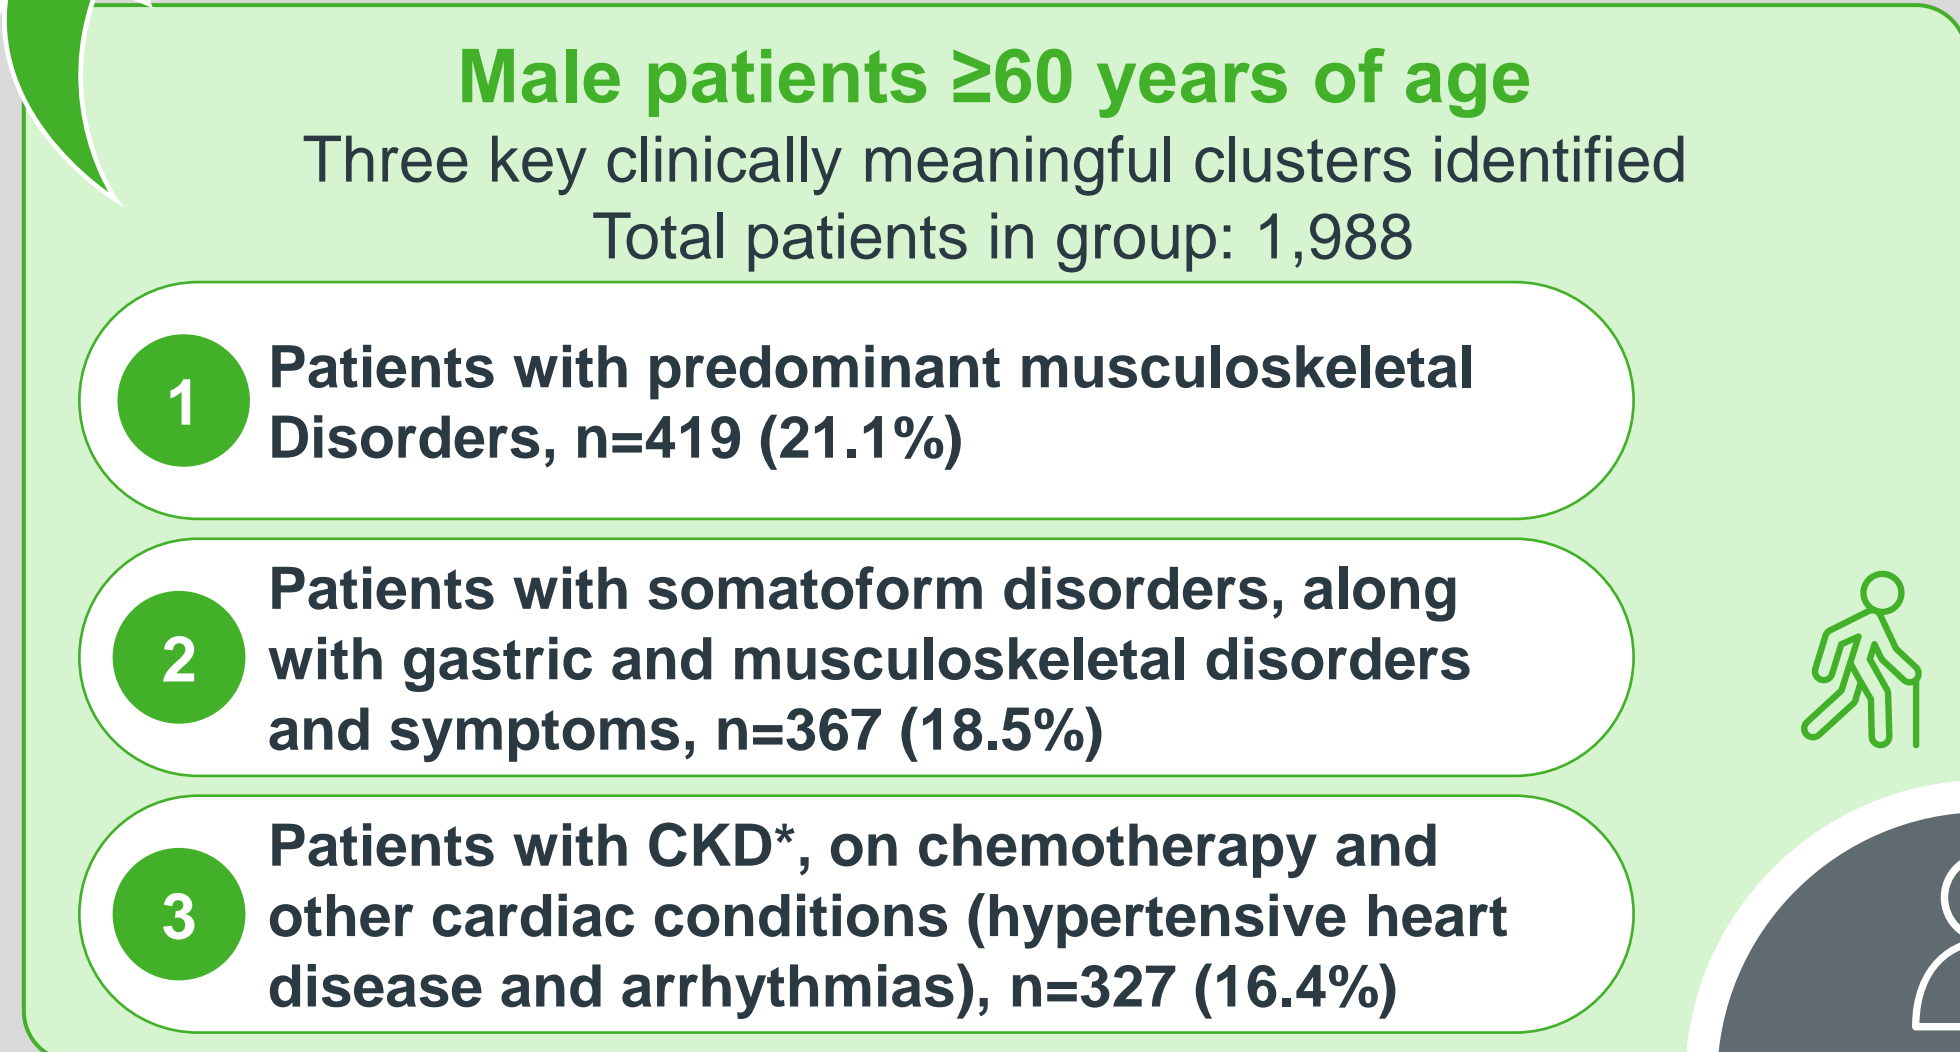 Male patients ≥60 years of age
Three key clinically meaningful clusters identified
Total patients in group: 1,988
1
Patients with predominant musculoskeletal
Disorders, n=419 (21.1%)
2
Patients with somatoform disorders, along
with gastric and musculoskeletal disorders
and symptoms, n=367 (18.5%)
3
Patients with CKD*, on chemotherapy and
other cardiac conditions (hypertensive heart
disease and arrhythmias), n=327 (16.4%)